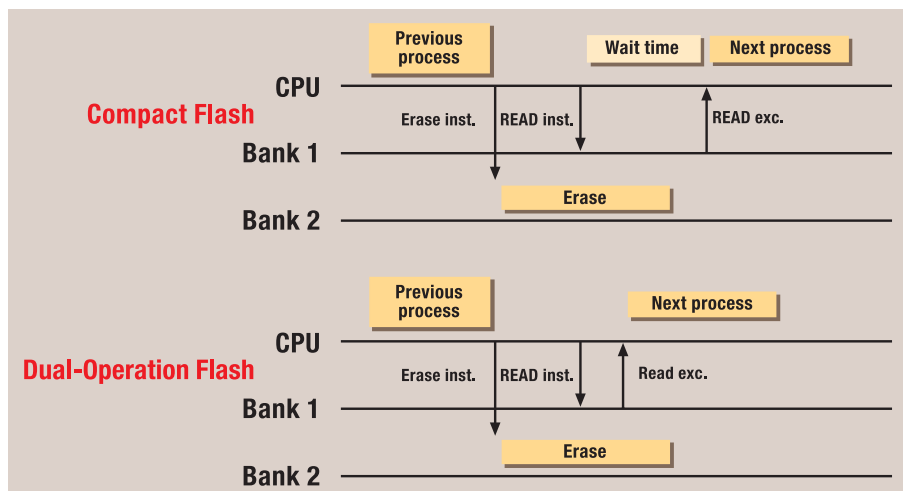 Previous
process
Wait time
Next process
CPU
Compact Flash
Erase inst.
READ inst.
READ exc.
Bank 1
Erase
Bank 2
Previous
process
Next process
CPU
Dual-Operation Flash
Erase inst.
READ inst.
Read exc.
Bank 1
Erase
Bank 2